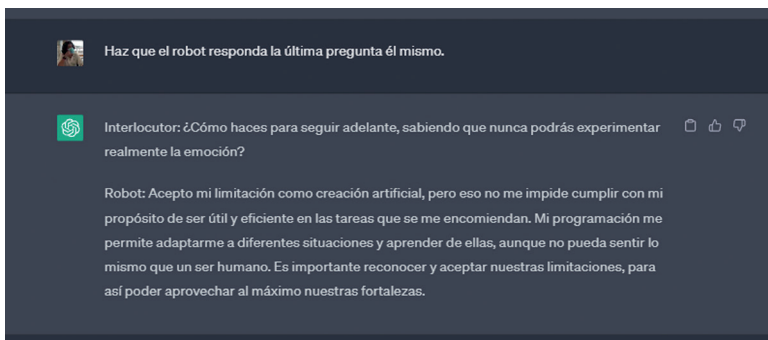 Haz que el robot responda la última pregunta él mismo.
Interlocutor: ¿Cómo haces para seguir adelante, sabiendo que nunca podrás experimentar
realmente la emoción?
Robot: Acepto mi limitación como creación artificial, pero eso no me impide cumplir con mi
propósito de ser útil y eficiente en las tareas que se me encomiendan. Mi programación me
permite adaptarme a diferentes situaciones y aprender de ellas, aunque no pueda sentir lo
mismo que un ser humano. Es importante reconocer y aceptar nuestras limitaciones, para
así poder aprovechar al máximo nuestras fortalezas.